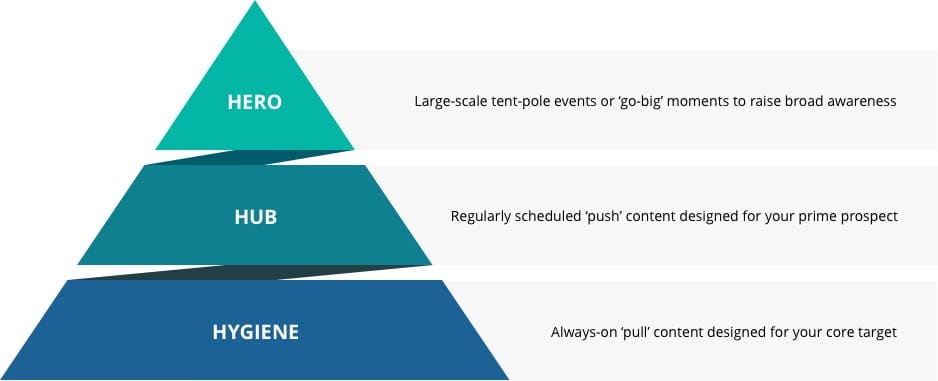 HERO
Large-scale tent-pole events or ‘go-big’ moments to raise broad awareness
HUB
Regularly scheduled ‘push’ content designed for your prime prospect
HYGIENE
Always-on ‘pull’ content designed for your core target